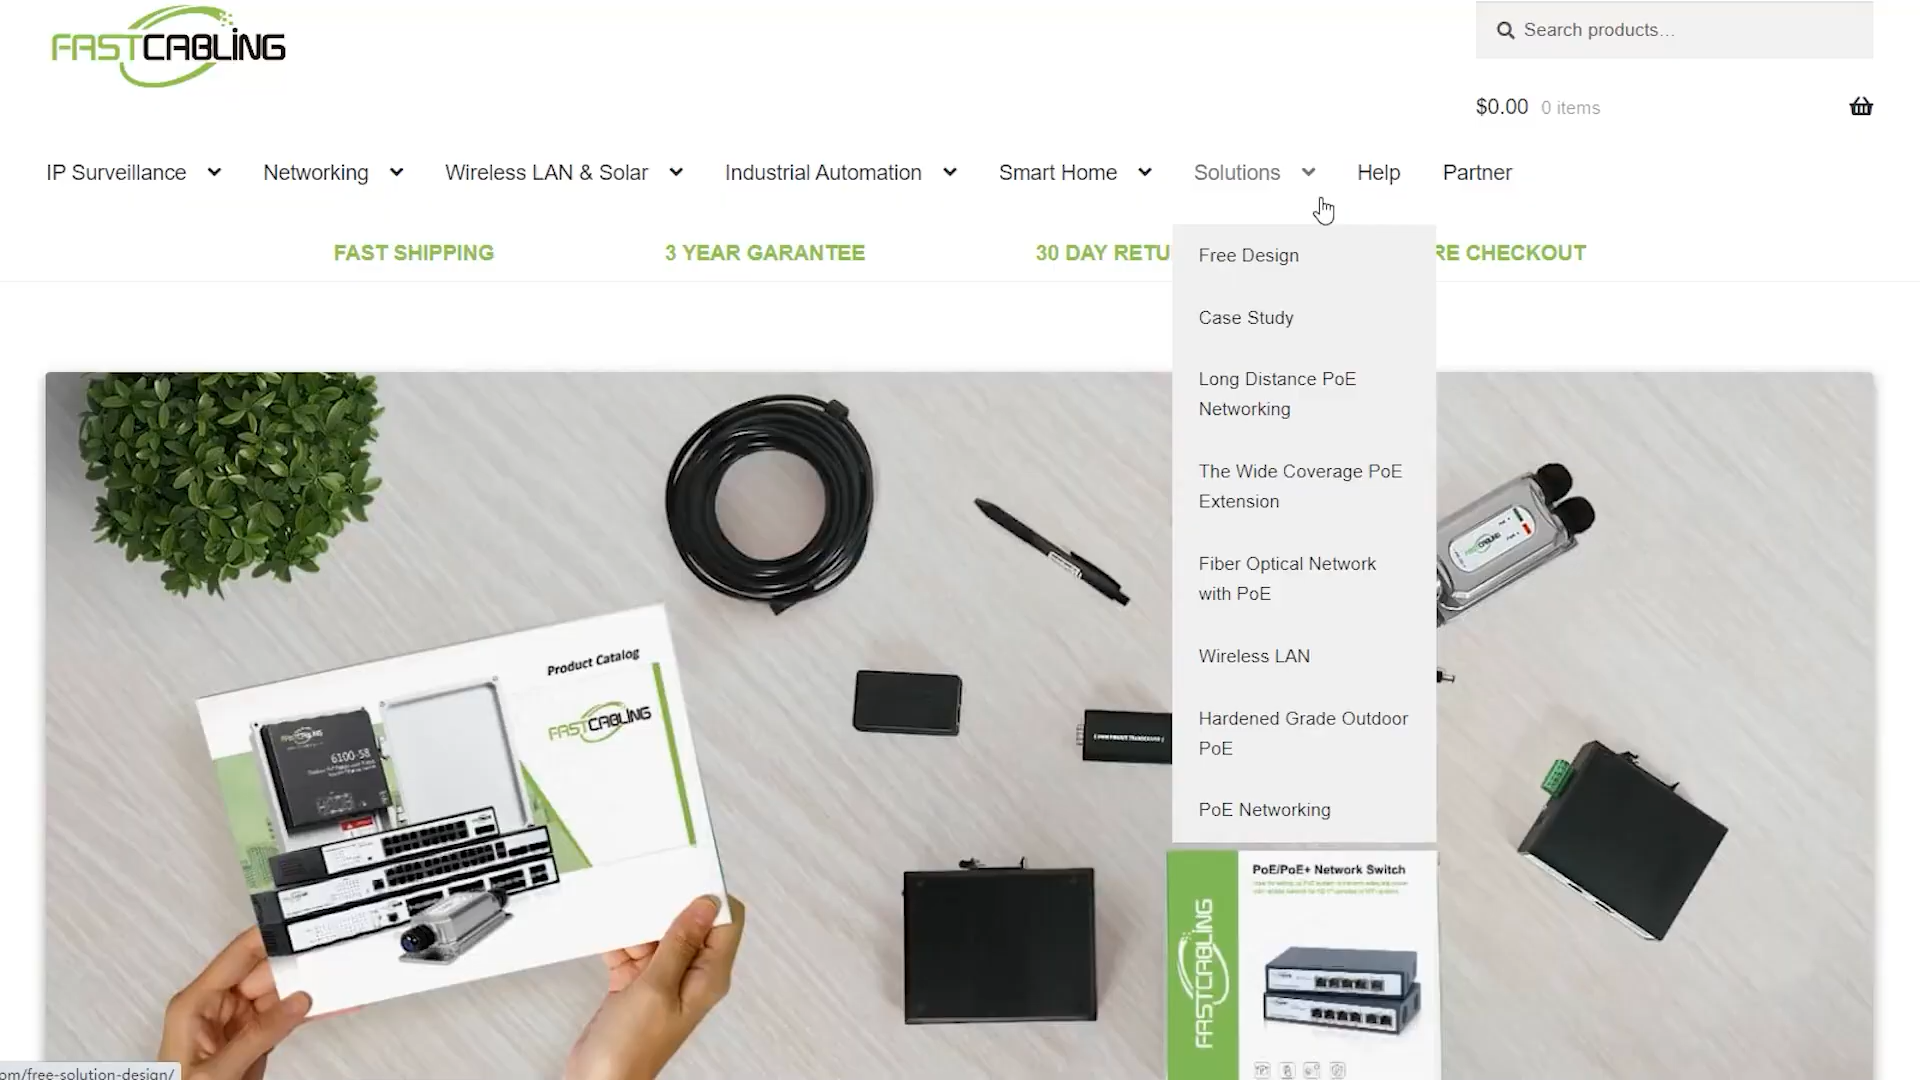 FASTCABLING
Search products…
$0.00 0 items
IP Surveillance Networking Wireless LAN & Solar Industrial Automation Smart Home Solutions Help Partner
FAST SHIPPING 3 YEAR GARANTEE 30 DAY RETU RE CHECKOUT
Free Design
Case Study
Long Distance PoE
Networking
The Wide Coverage PoE
Extension
Fiber Optical Network
with PoE
Wireless LAN
Hardened Grade Outdoor
PoE
PoE Networking
Product Catalog
FASTCABLING
FASTCABLING
6100-58
PoE/PoE+ Network Switch
FASTCABLING
om/free-solution-design/